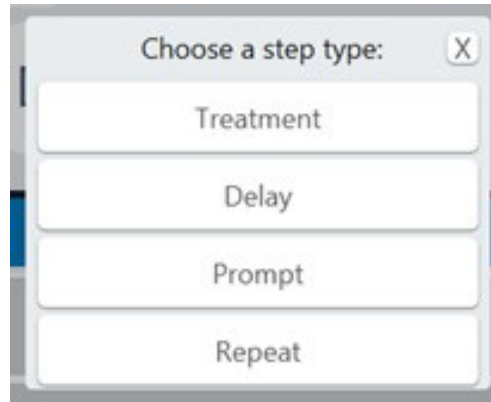 Choose a step type:
X
Treatment
Delay
Prompt
Repeat